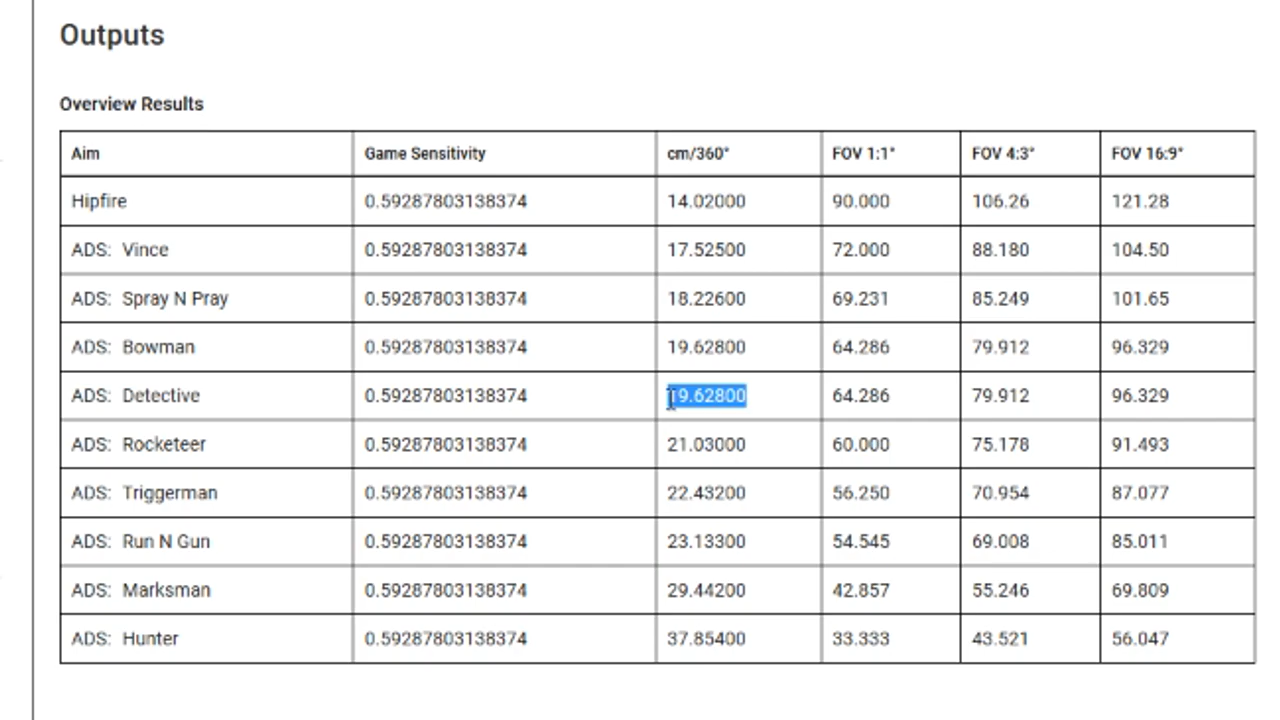 Outputs
Overview Results
Aim Game Sensitivity cm/360° FOV 1:1° FOV 4:3° FOV 16:9°
Hipfire 0.59287803138374 14.02000 90.000 106.26 121.28
ADS: Vince 0.59287803138374 17.52500 72.000 88.180 104.50
ADS: Spray N Pray 0.59287803138374 18.22600 69.231 85.249 101.65
ADS: Bowman 0.59287803138374 19.62800 64.286 79.912 96.329
ADS: Detective 0.59287803138374 19.62800 64.286 79.912 96.329
ADS: Rocketeer 0.59287803138374 21.03000 60.000 75.178 91.493
ADS: Triggerman 0.59287803138374 22.43200 56.250 70.954 87.077
ADS: Run N Gun 0.59287803138374 23.13300 54.545 69.008 85.011
ADS: Marksman 0.59287803138374 29.44200 42.857 55.246 69.809
ADS: Hunter 0.59287803138374 37.85400 33.333 43.521 56.047